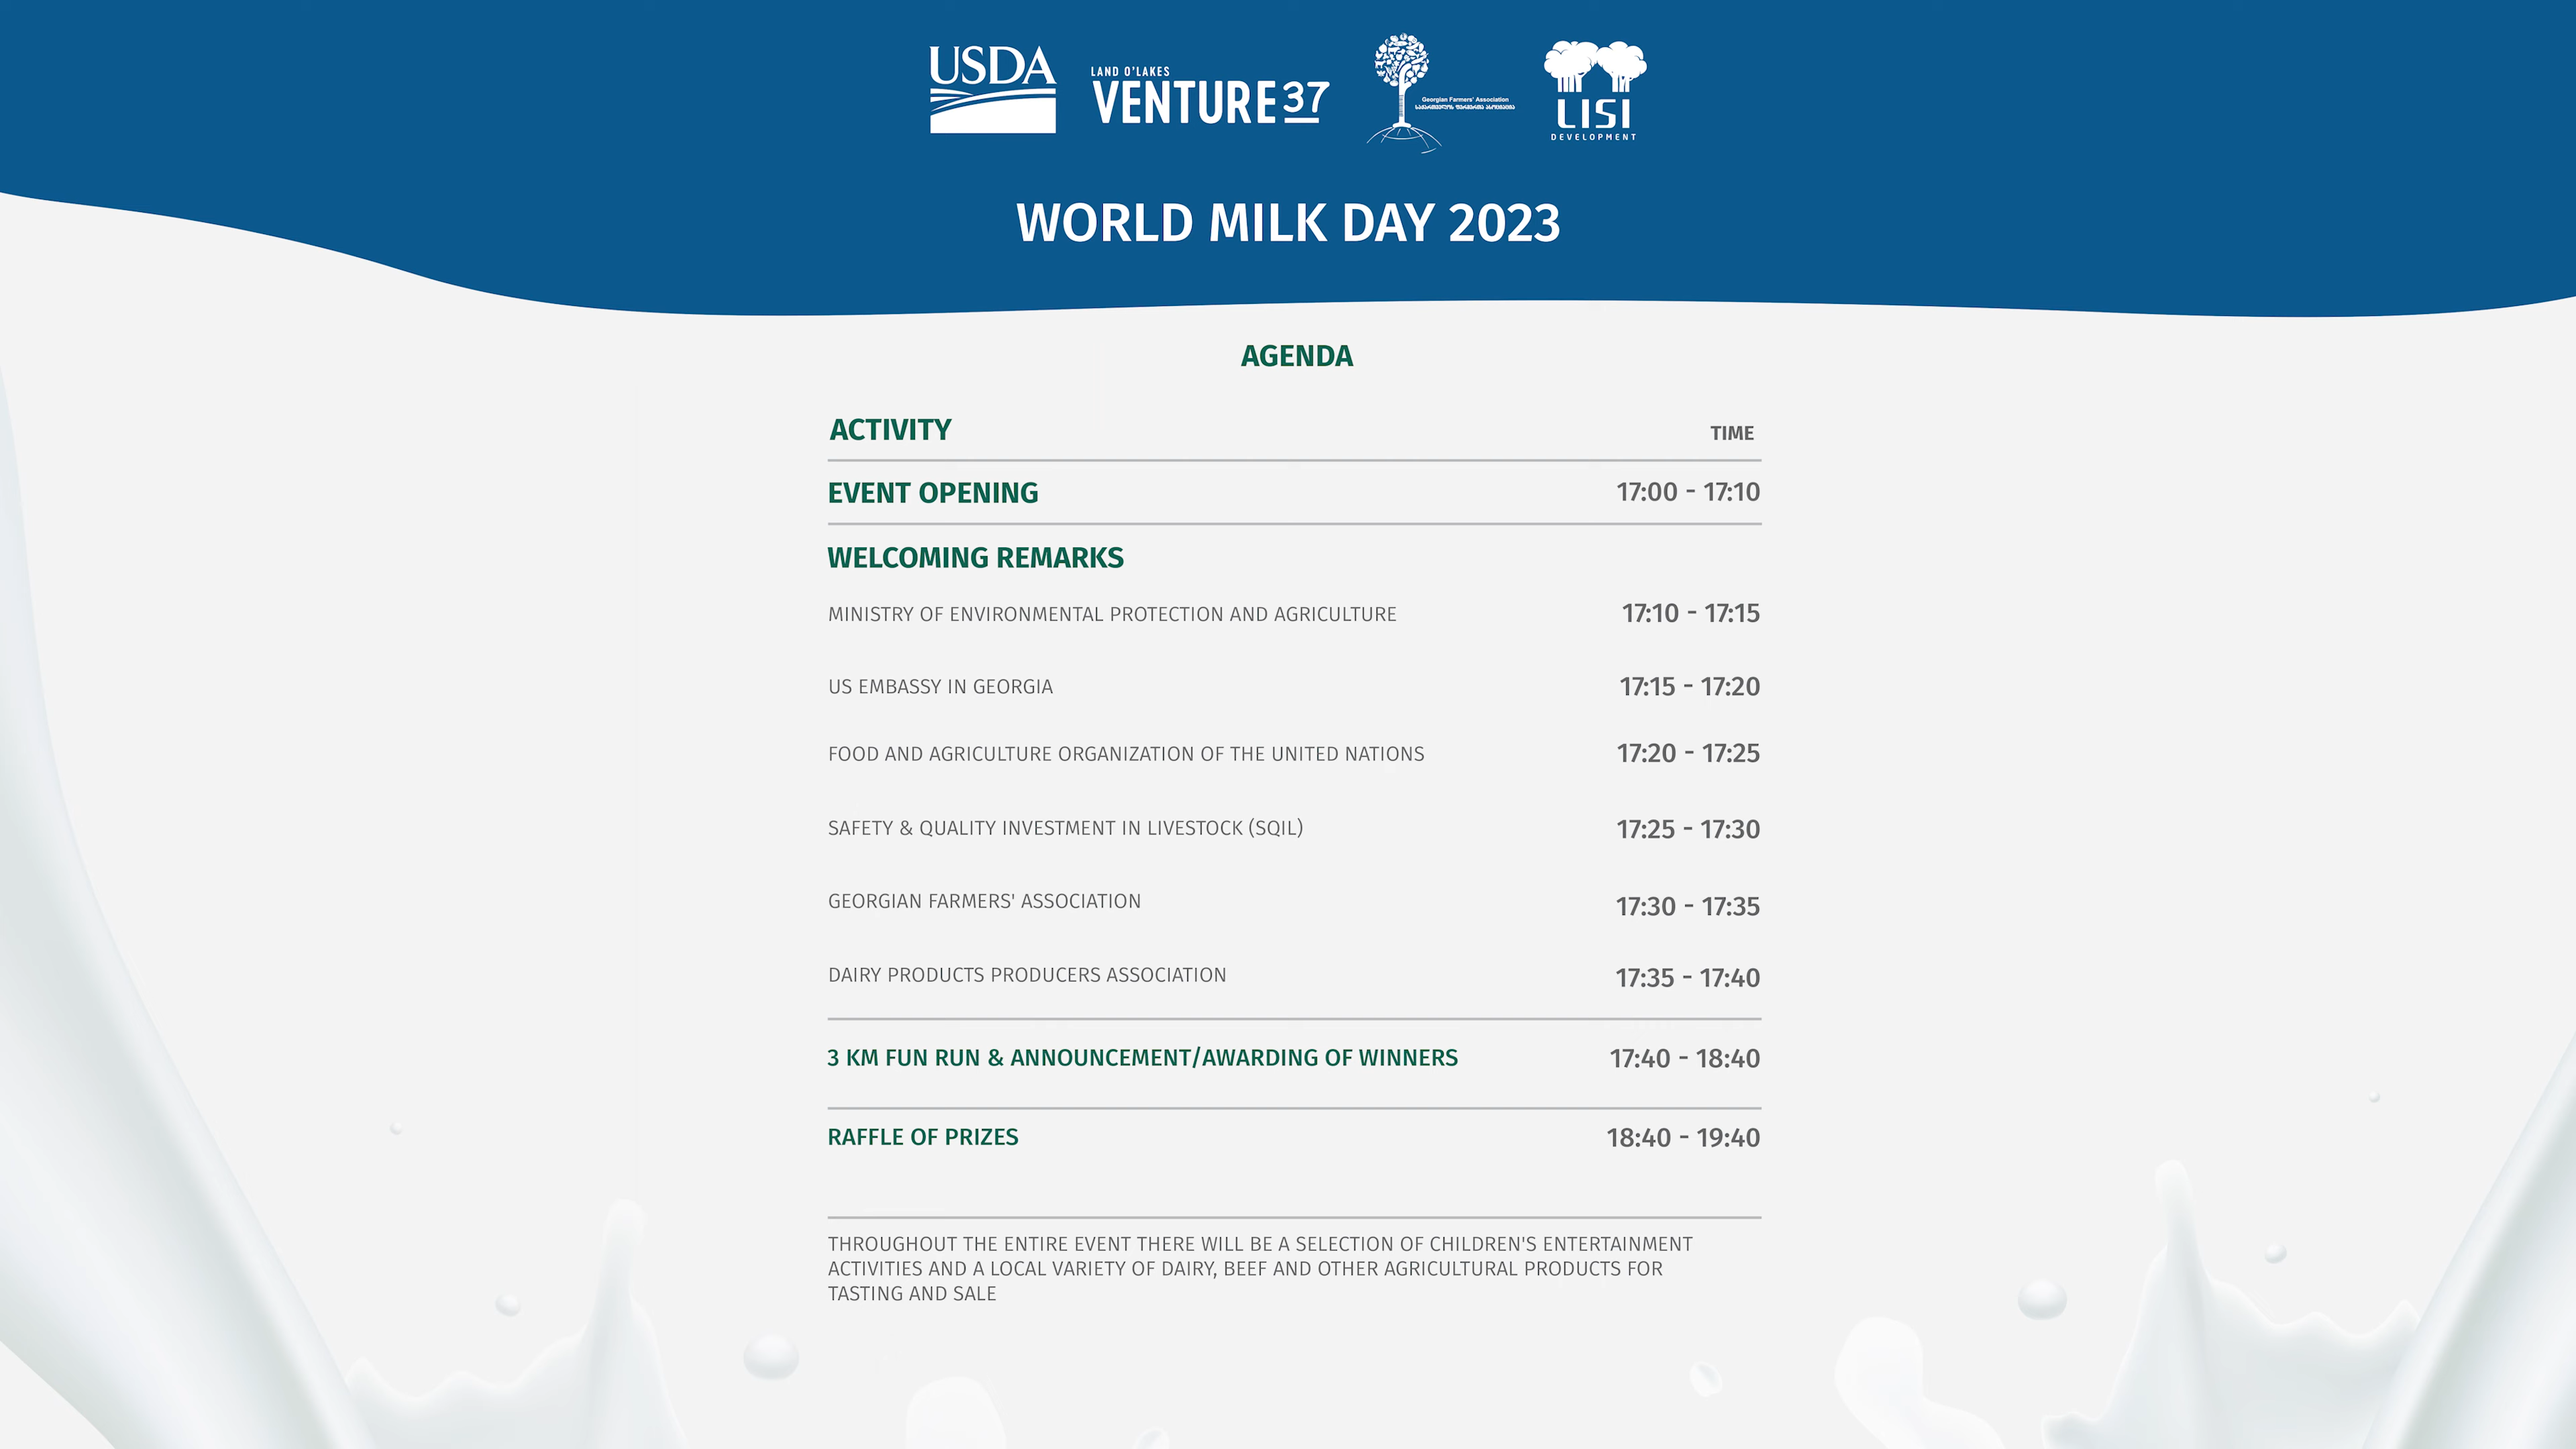 USDA
LAND O'LAKES
VENTURE 37
Georgian Farmers' Association
საქართველოს ფერმერთა ასოციაცია
LISI
DEVELOPMENT
WORLD MILK DAY 2023
AGENDA
ACTIVITY TIME
EVENT OPENING 17:00 - 17:10
WELCOMING REMARKS
MINISTRY OF ENVIRONMENTAL PROTECTION AND AGRICULTURE 17:10 - 17:15
US EMBASSY IN GEORGIA 17:15 - 17:20
FOOD AND AGRICULTURE ORGANIZATION OF THE UNITED NATIONS 17:20 - 17:25
SAFETY & QUALITY INVESTMENT IN LIVESTOCK (SQIL) 17:25 - 17:30
GEORGIAN FARMERS' ASSOCIATION 17:30 - 17:35
DAIRY PRODUCTS PRODUCERS ASSOCIATION 17:35 - 17:40
3 KM FUN RUN & ANNOUNCEMENT/AWARDING OF WINNERS 17:40 - 18:40
RAFFLE OF PRIZES 18:40 - 19:40
THROUGHOUT THE ENTIRE EVENT THERE WILL BE A SELECTION OF CHILDREN'S ENTERTAINMENT
ACTIVITIES AND A LOCAL VARIETY OF DAIRY, BEEF AND OTHER AGRICULTURAL PRODUCTS FOR
TASTING AND SALE